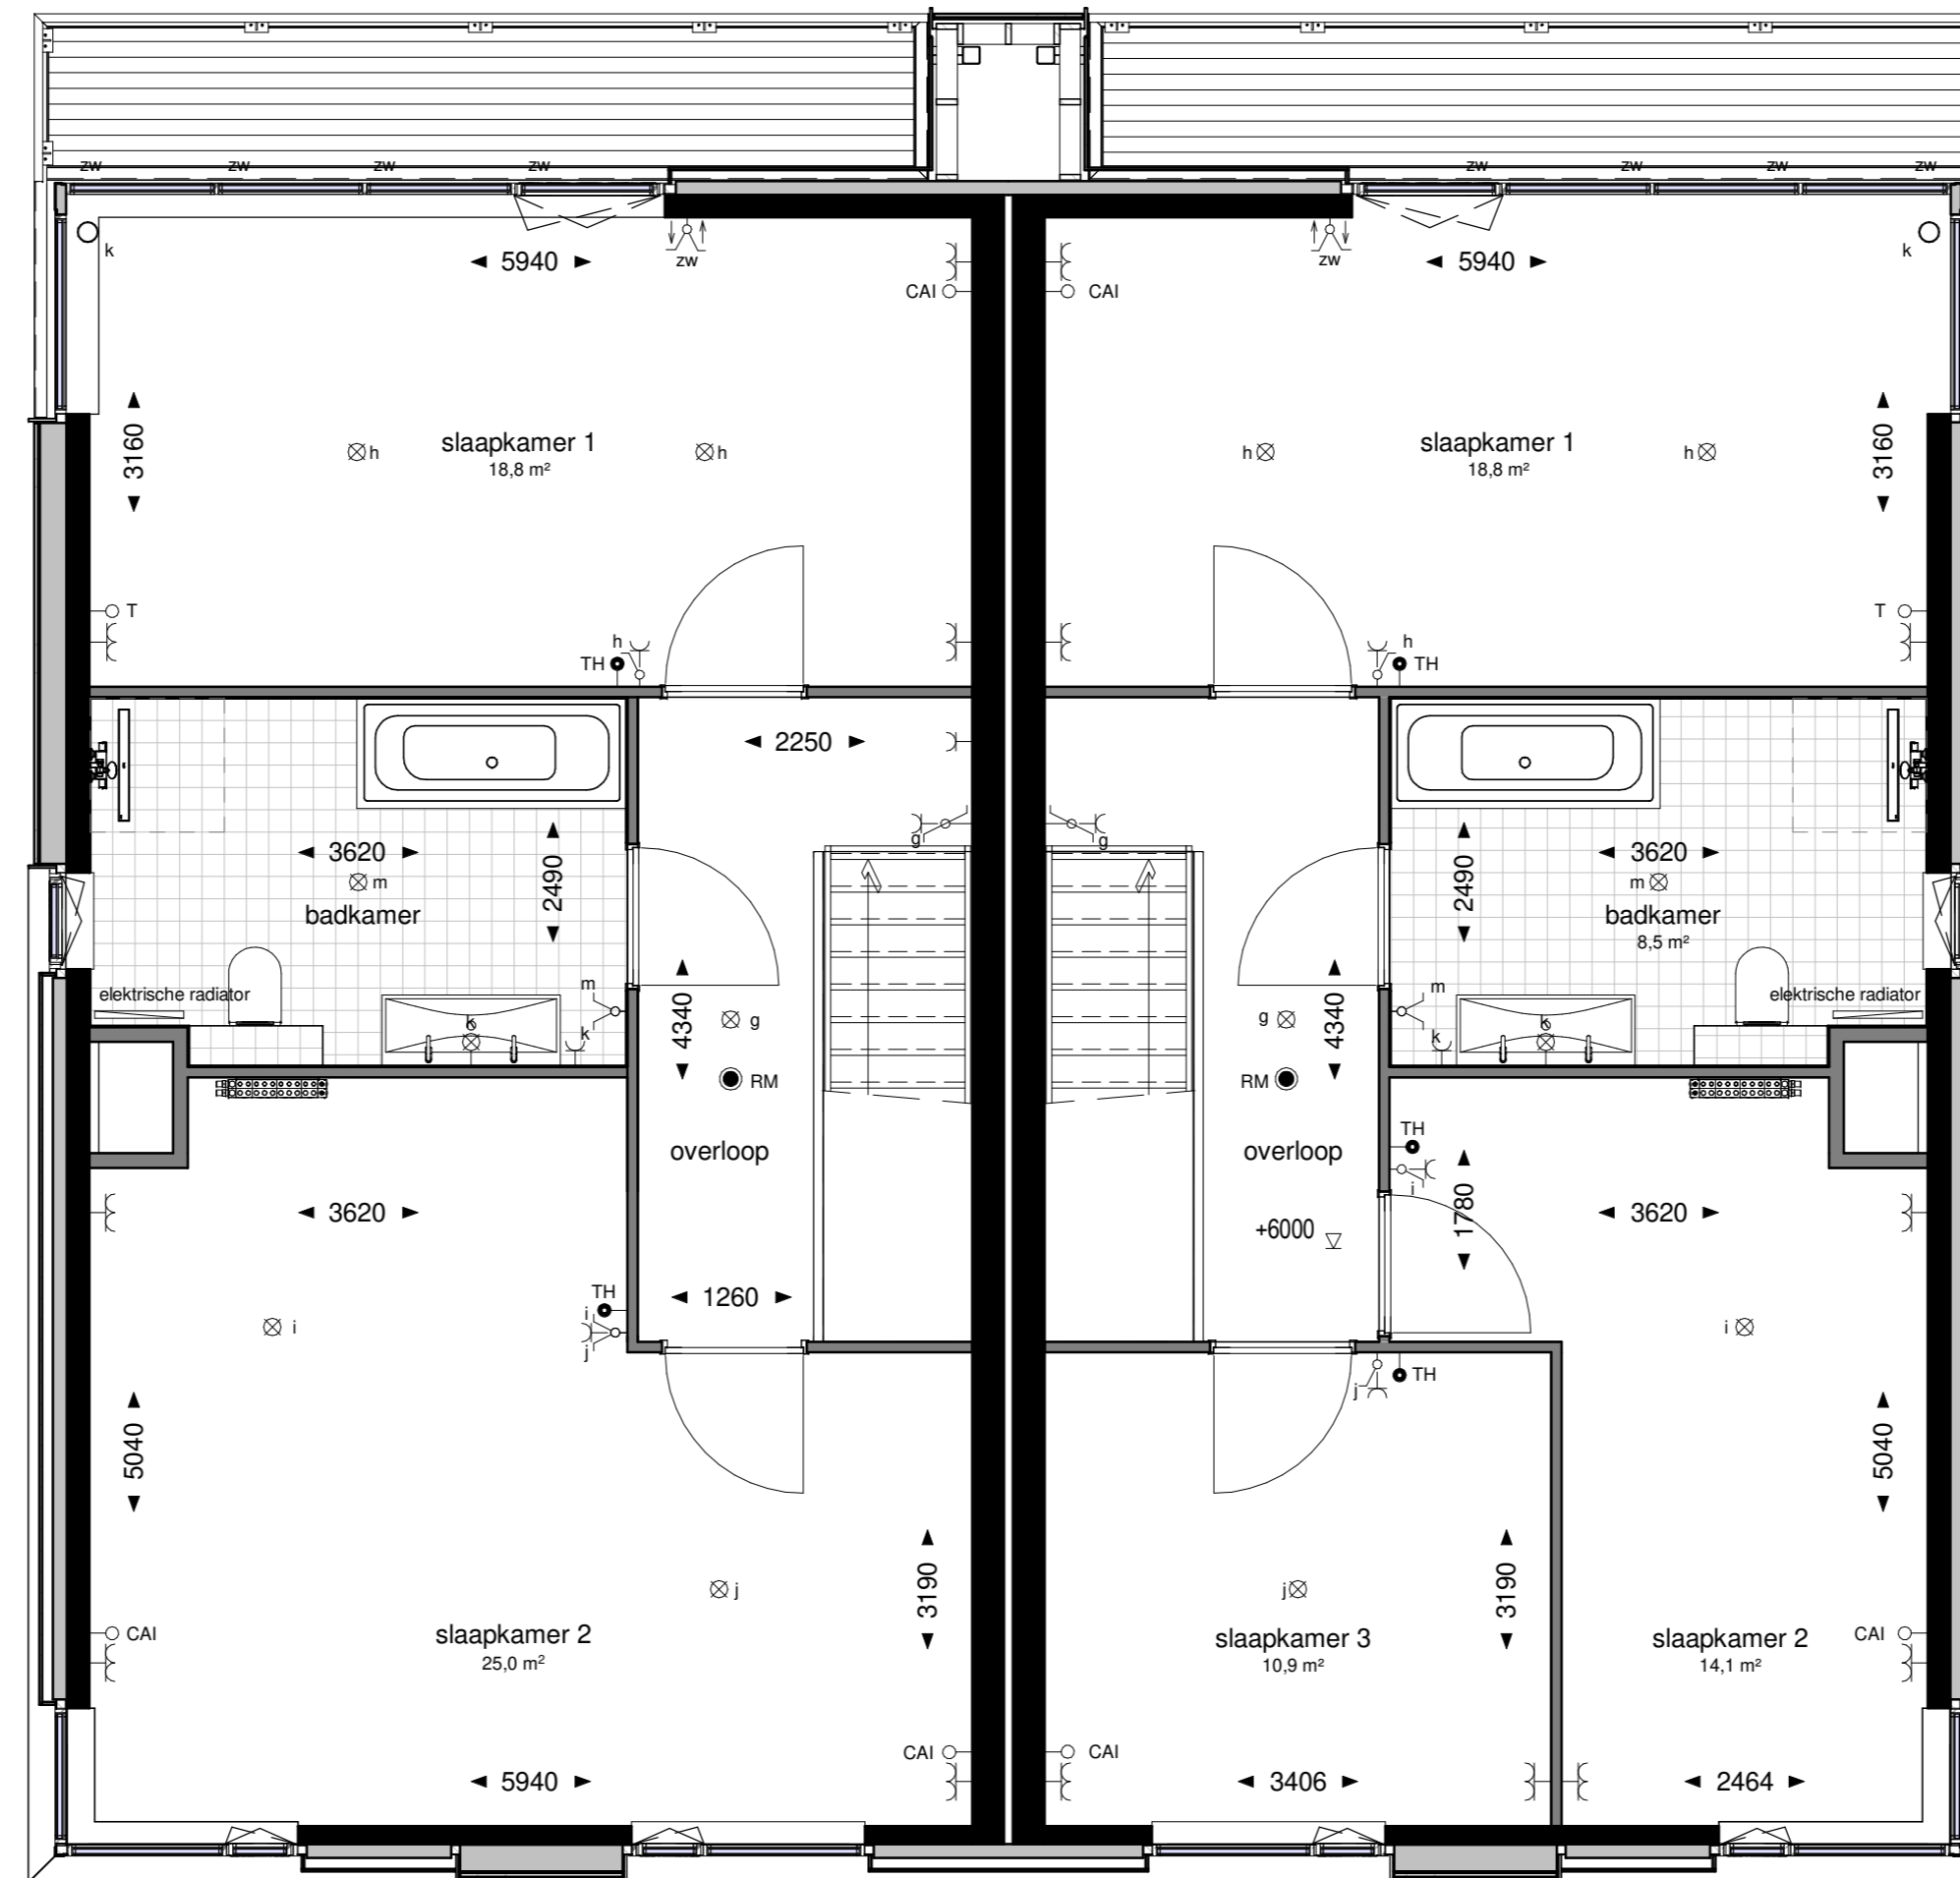 zw zw zw zw zw zw zw zw
k 5940 zw zw 5940 k
CAI CAI
3160 h slaapkamer 1 h h slaapkamer 1 h 3160
18,8 m² 18,8 m²
T T
h h
TH TH
2250
g g
3620 2490 2490 3620
m m
badkamer badkamer
8,5 m²
elektrische radiator m m elektrische radiator
k k k k
4340 g g 4340
RM RM
TH
overloop overloop
i
1780
3620 3620
+6000
TH 1260
i i i
j
TH
j
5040 5040
j j
3190 3190
CAI slaapkamer 2 slaapkamer 3 slaapkamer 2 CAI
25,0 m² 10,9 m² 14,1 m²
CAI CAI
5940 3406 2464